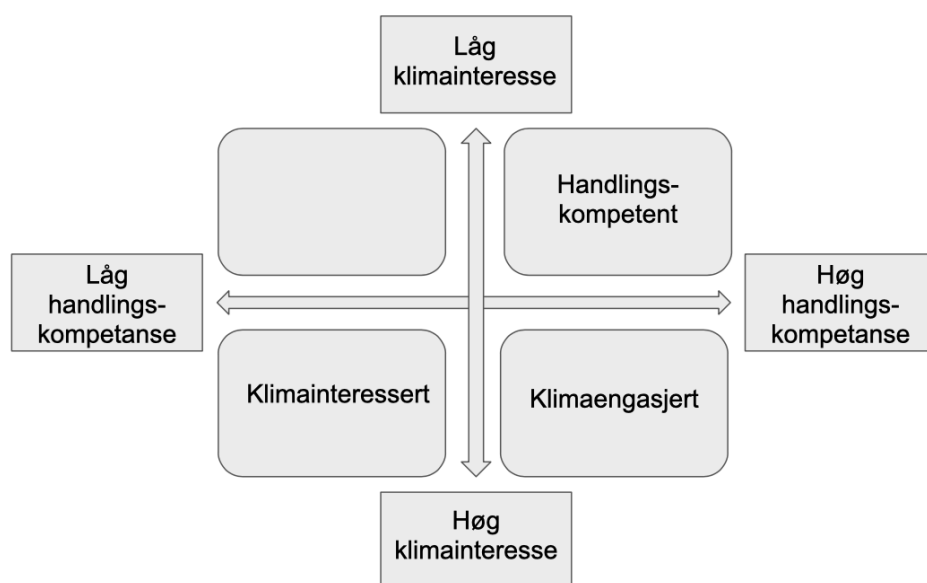 Låg
klimainteresse
Handlings-
kompetent
Låg
handlings-
kompetanse
Høg
handlings-
kompetanse
Klimainteressert
Klimaengasjert
Høg
klimainteresse